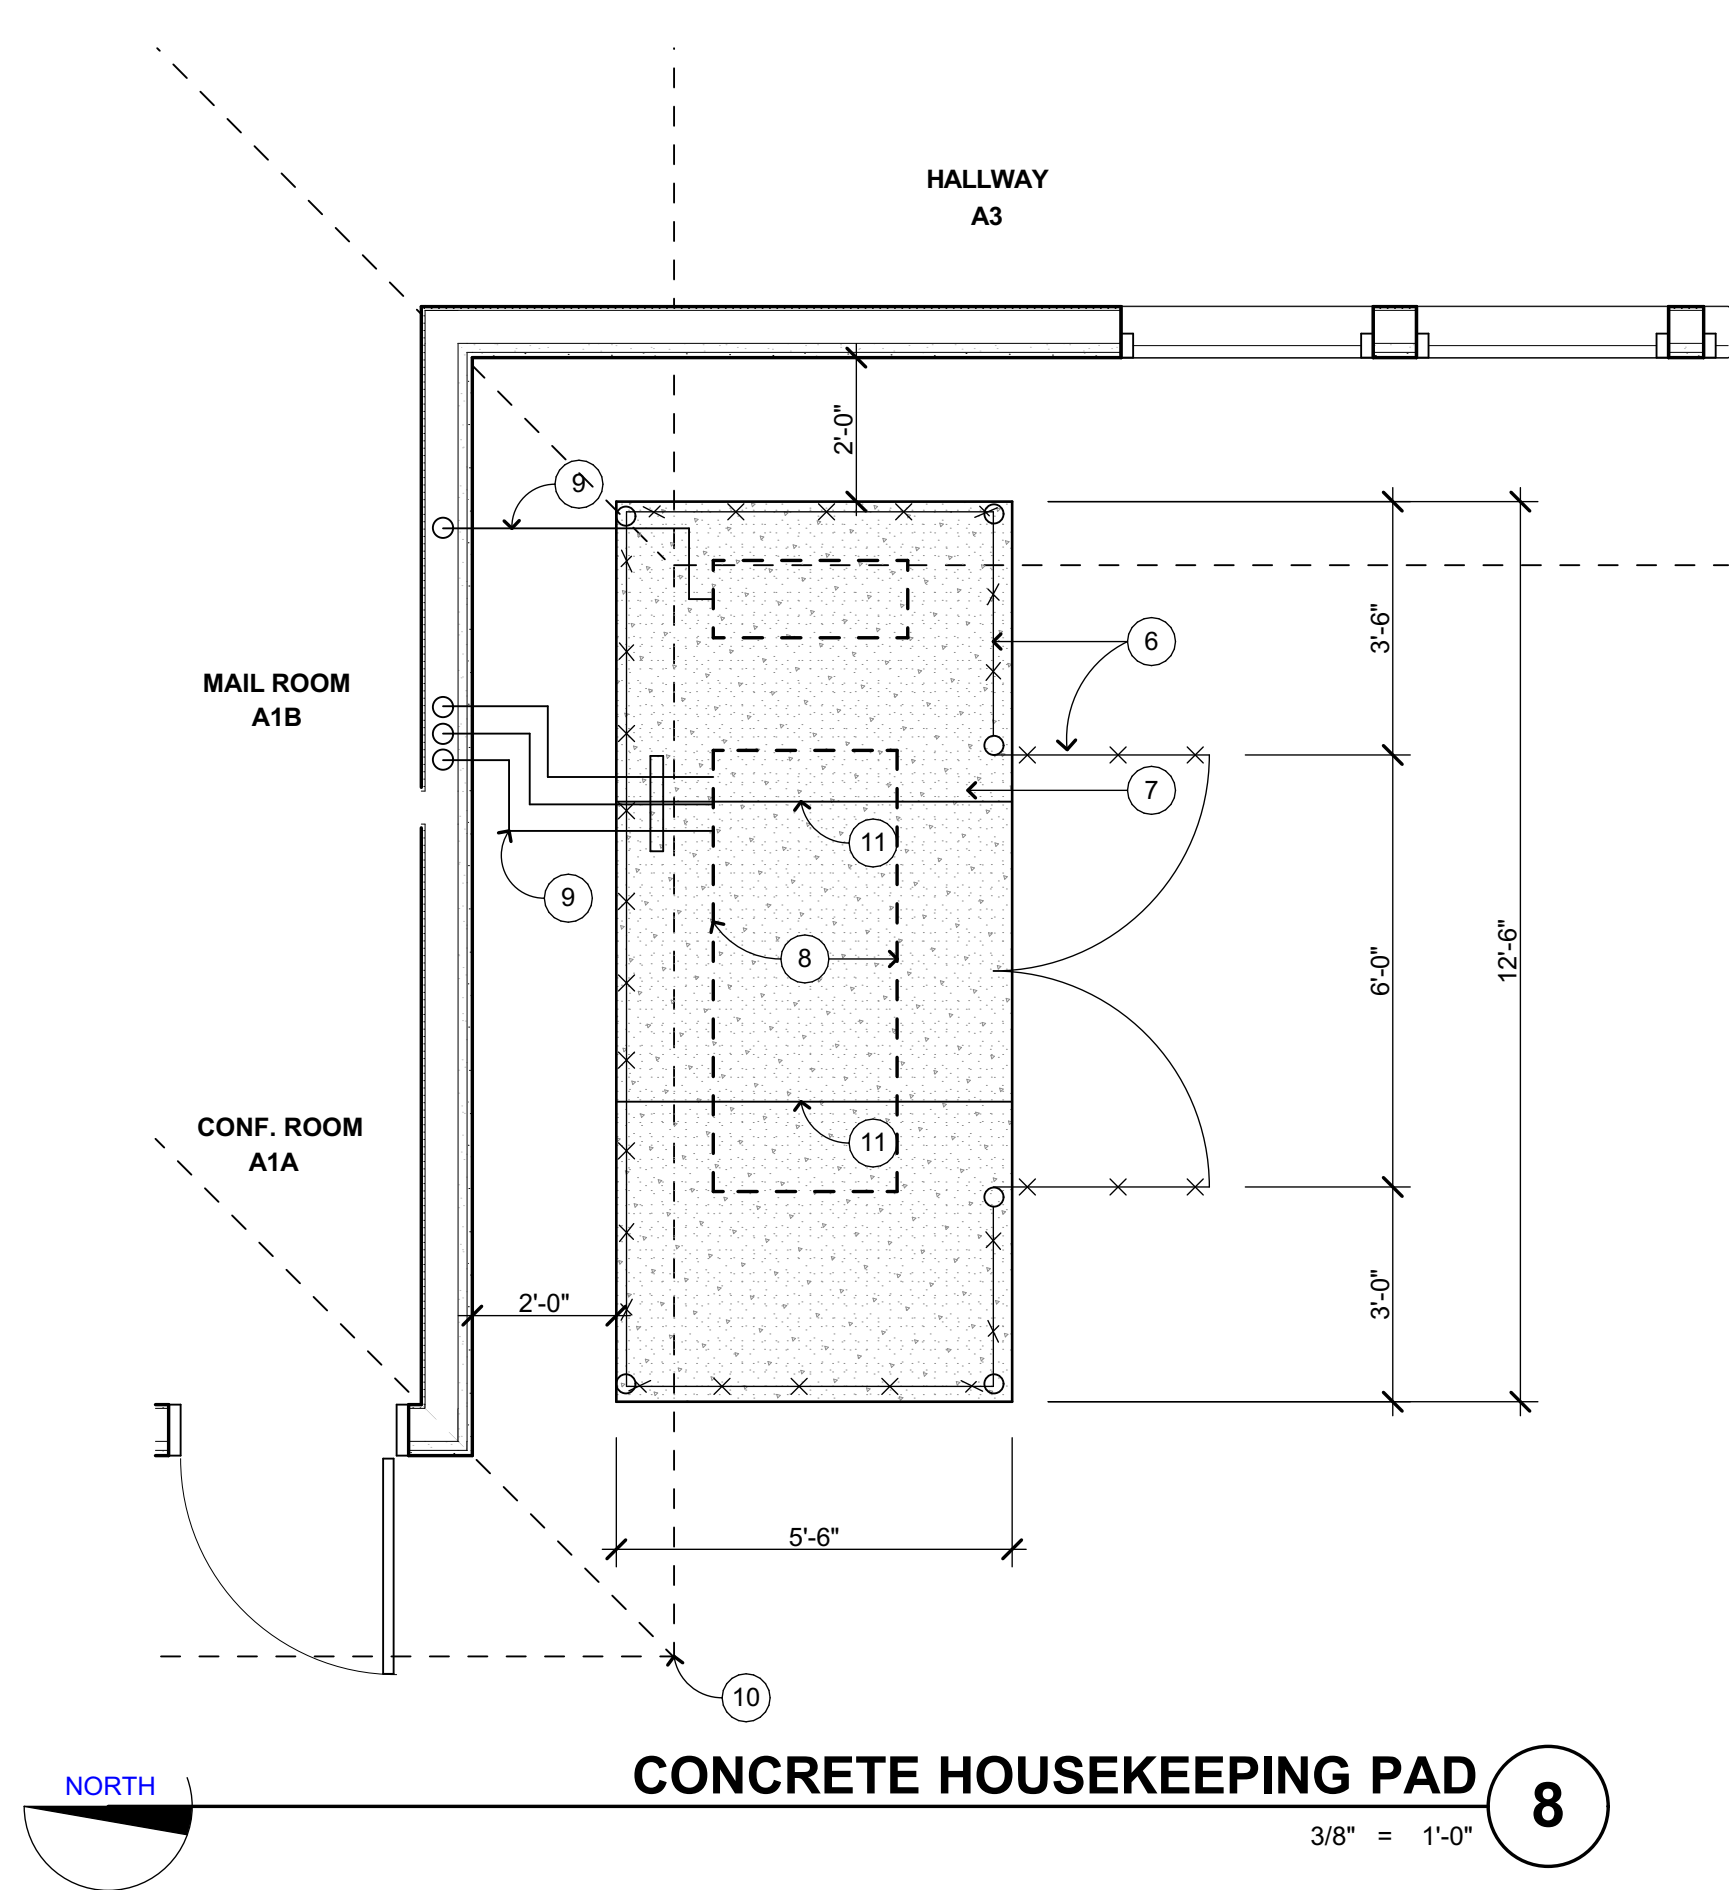 HALLWAY
A3
2'-0"
9
3'-6"
6
MAIL ROOM
A1B
7
11
9
8
6'-0"
12'-6"
CONF. ROOM
A1A
11
2'-0"
3'-0"
5'-6"
10
CONCRETE HOUSEKEEPING PAD
8
NORTH
3/8" = 1'-0"